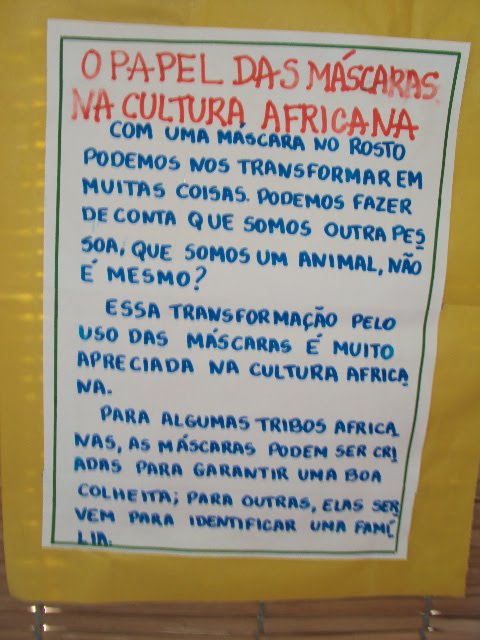 O PAPEL DAS MÁSCARAS
NA CULTURA AFRICANA
COM UMA MÁSCARA NO ROSTO
PODEMOS NOS TRANSFORMAR EM
MUITAS COISAS. PODEMOS FAZER
DE CONTA QUE SOMOS OUTRA PES
SOA, QUE SOMOS UM ANIMAL, NÃO
É MESMO?
ESSA TRANSFORMAÇÃO PELO
USO DAS MÁSCARAS É MUITO
APRECIADA NA CULTURA AFRICA
NA.
PARA ALGUMAS TRIBOS AFRICA
NAS, AS MÁSCARAS PODEM SER CRI
ADAS PARA GARANTIR UMA BOA
COLHEITA; PARA OUTRAS, ELAS SER
VEM PARA IDENTIFICAR UMA FAMÍ
LIA.